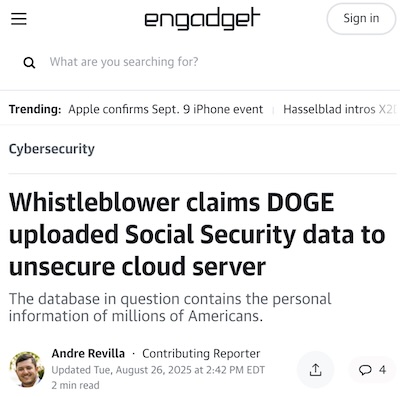 engadget
Sign in
What are you searching for?
Trending: Apple confirms Sept. 9 iPhone event Hasselblad intros X2
Cybersecurity
Whistleblower claims DOGE
uploaded Social Security data to
unsecure cloud server
The database in question contains the personal
information of millions of Americans.
Andre Revilla · Contributing Reporter
Updated Tue, August 26, 2025 at 2:42 PM EDT
2 min read
4